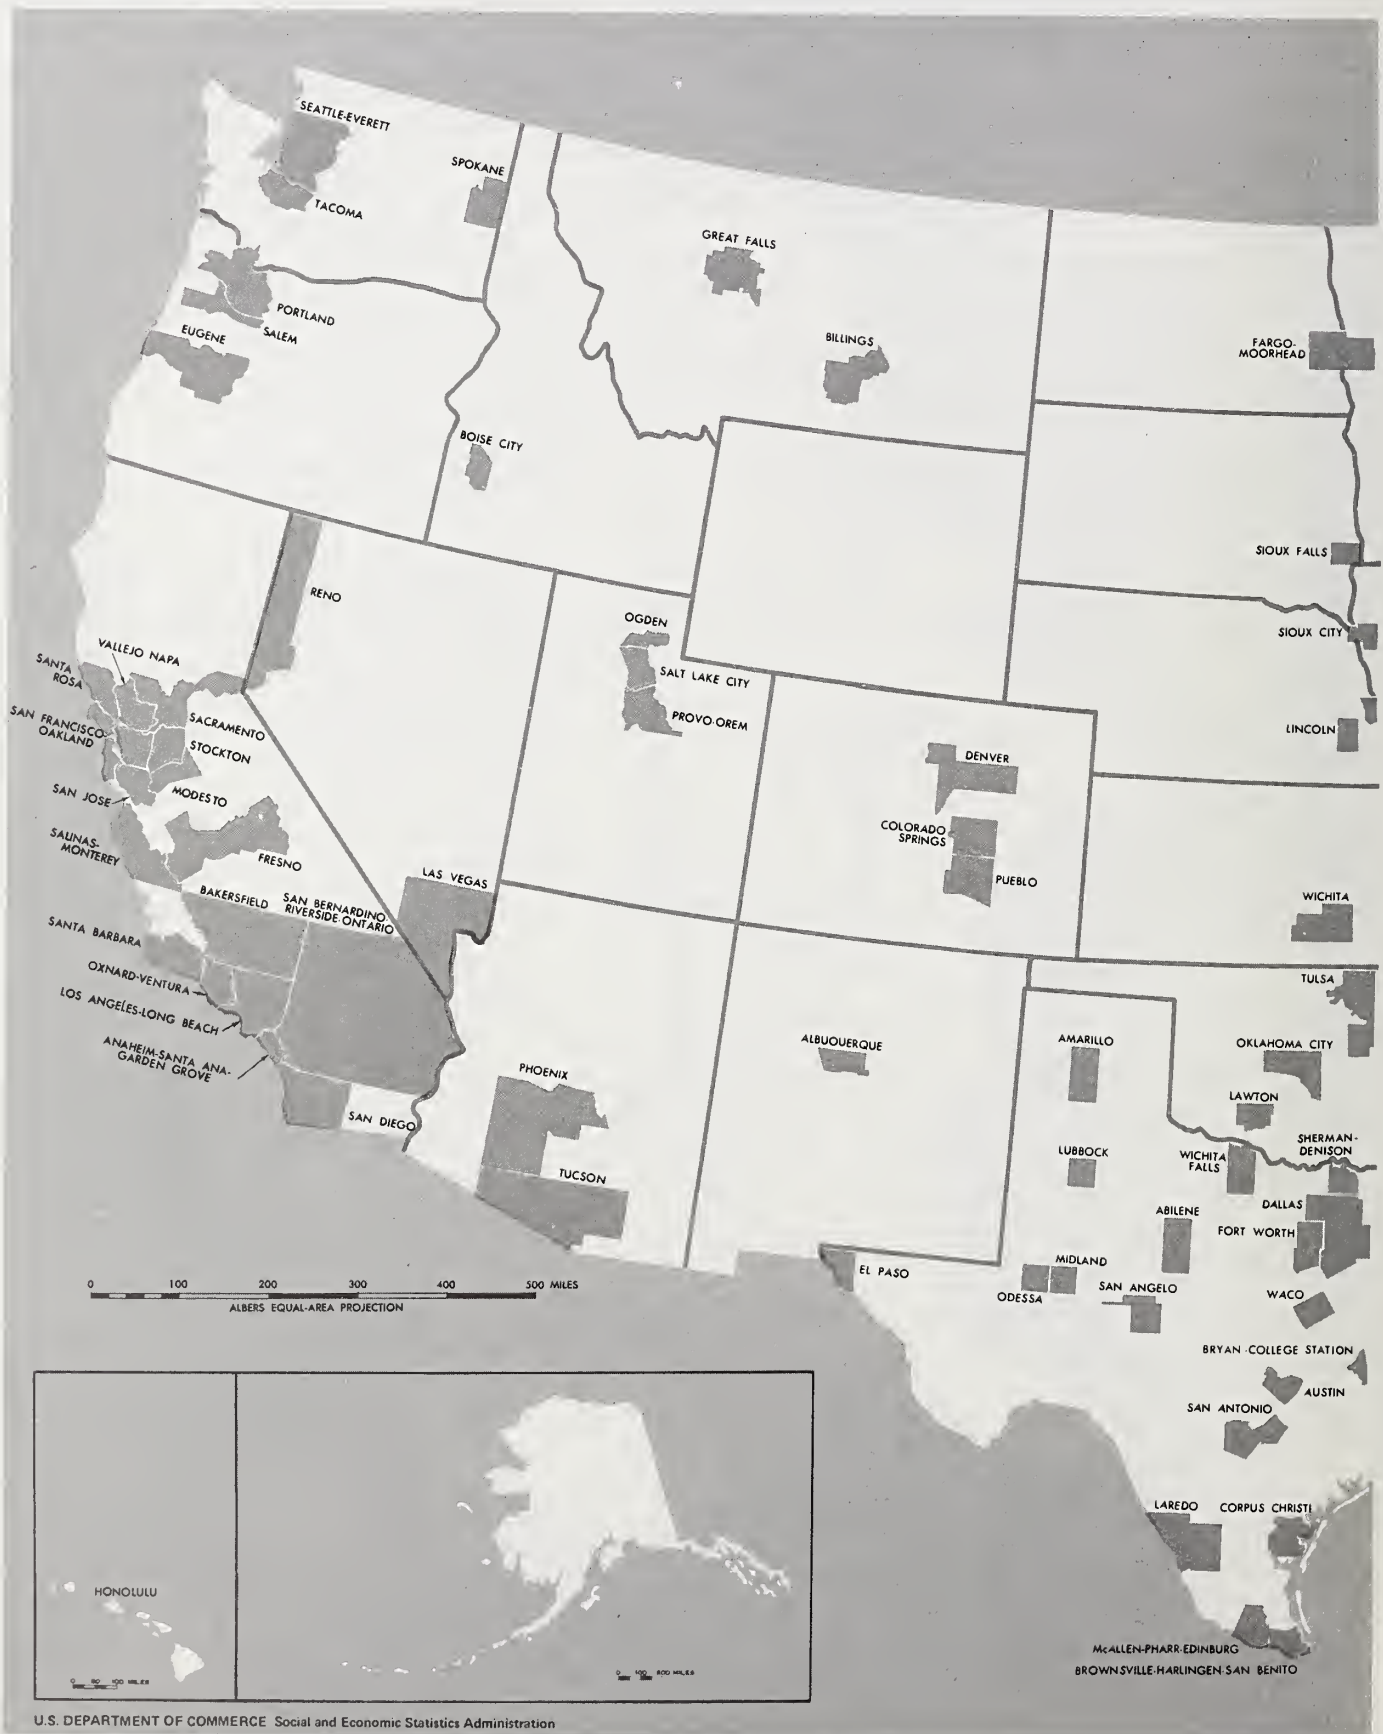 SEATTLE-EVERETT
SPOKANE
TACOMA
GREAT FALLS
PORTLAND
SALEM
EUGENE
BILLINGS
FARGO-
MOORHEAD
BOISE CITY
SIOUX FALLS
RENO
OGDEN
SIOUX CITY
VALLEJO NAPA
SANTA
ROSA
SALT LAKE CITY
SAN FRANCISCO-
OAKLAND
SACRAMENTO
PROVO-OREM
LINCOLN
STOCKTON
DENVER
SAN JOSE
MODESTO
COLORADO
SPRINGS
SAUNAS-
MONTEREY
FRESNO
PUEBLO
LAS VEGAS
BAKERSFIELD
SAN BERNARDINO-
RIVERSIDE-ONTARIO
WICHITA
SANTA BARBARA
OXNARD-VENTURA
TULSA
LOS ANGELES-LONG BEACH
ANAHEIM-SANTA ANA-
GARDEN GROVE
ALBUQUERQUE
AMARILLO
OKLAHOMA CITY
PHOENIX
LAWTON
SAN DIEGO
SHERMAN-
DENISON
LUBBOCK
WICHITA
FALLS
TUCSON
DALLAS
ABILENE
FORT WORTH
EL PASO
MIDLAND
ODESSA
SAN ANGELO
WACO
0 100 200 300 400 500 MILES
ALBERS EQUAL-AREA PROJECTION
BRYAN-COLLEGE STATION
AUSTIN
SAN ANTONIO
LAREDO
CORPUS CHRISTI
HONOLULU
McALLEN-PHARR-EDINBURG
BROWNSVILLE-HARLINGEN-SAN BENITO
U.S. DEPARTMENT OF COMMERCE Social and Economic Statistics Administration